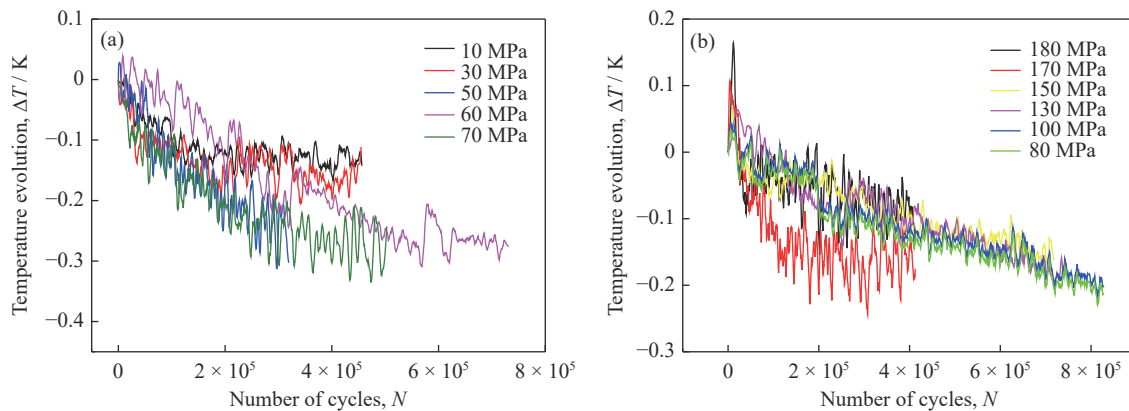 (a)
10 MPa
30 MPa
50 MPa
60 MPa
70 MPa
0.1
0
−0.1
−0.2
−0.3
−0.4
Temperature evolution, ΔT / K
0
2 × 10⁵
4 × 10⁵
6 × 10⁵
8 × 10⁵
Number of cycles, N
(b)
180 MPa
170 MPa
150 MPa
130 MPa
100 MPa
80 MPa
0.2
0.1
0
−0.1
−0.2
−0.3
Temperature evolution, ΔT / K
0
2 × 10⁵
4 × 10⁵
6 × 10⁵
8 × 10⁵
Number of cycles, N